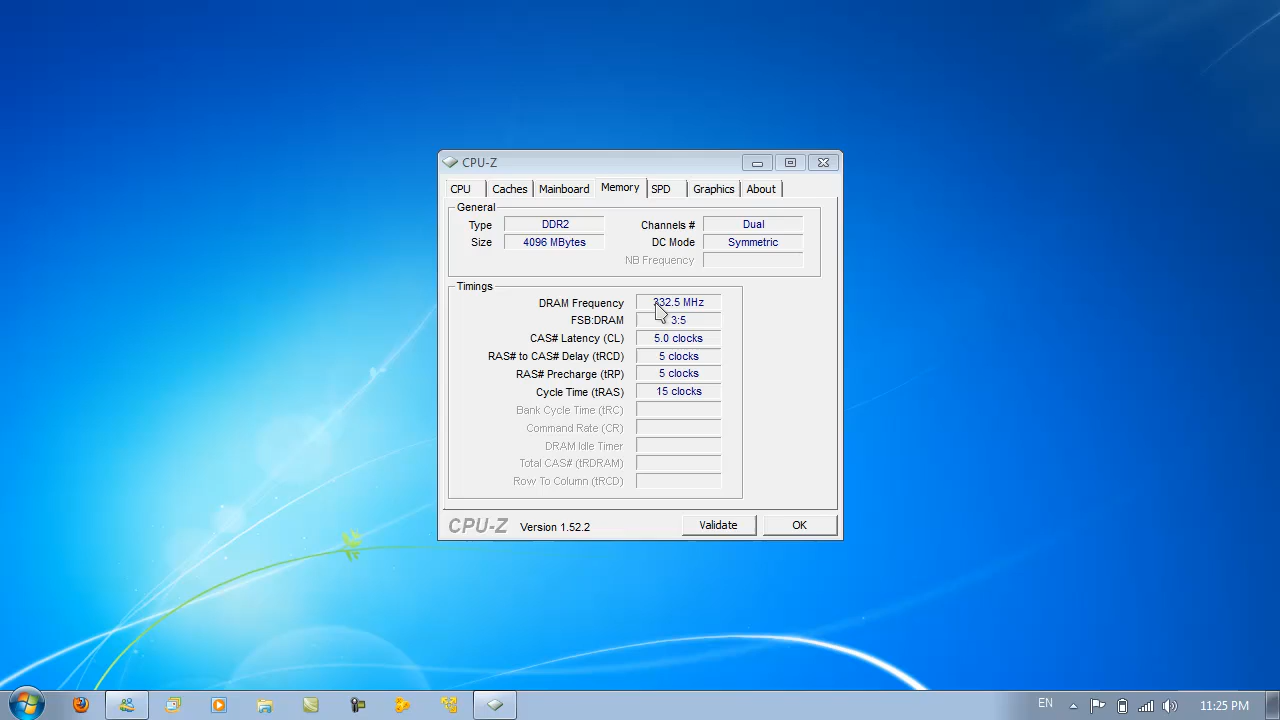 CPU-Z
CPU Caches Mainboard Memory SPD Graphics About
General
Type DDR2 Channels # Dual
Size 4096 MBytes DC Mode Symmetric
NB Frequency
Timings
DRAM Frequency 332.5 MHz
FSB:DRAM 3:5
CAS# Latency (CL) 5.0 clocks
RAS# to CAS# Delay (tRCD) 5 clocks
RAS# Precharge (tRP) 5 clocks
Cycle Time (tRAS) 15 clocks
Bank Cycle Time (tRC)
Command Rate (CR)
DRAM Idle Timer
Total CAS# (tRDRAM)
Row To Column (tRCD)
CPU-Z Version 1.52.2 Validate OK
EN 11:25 PM